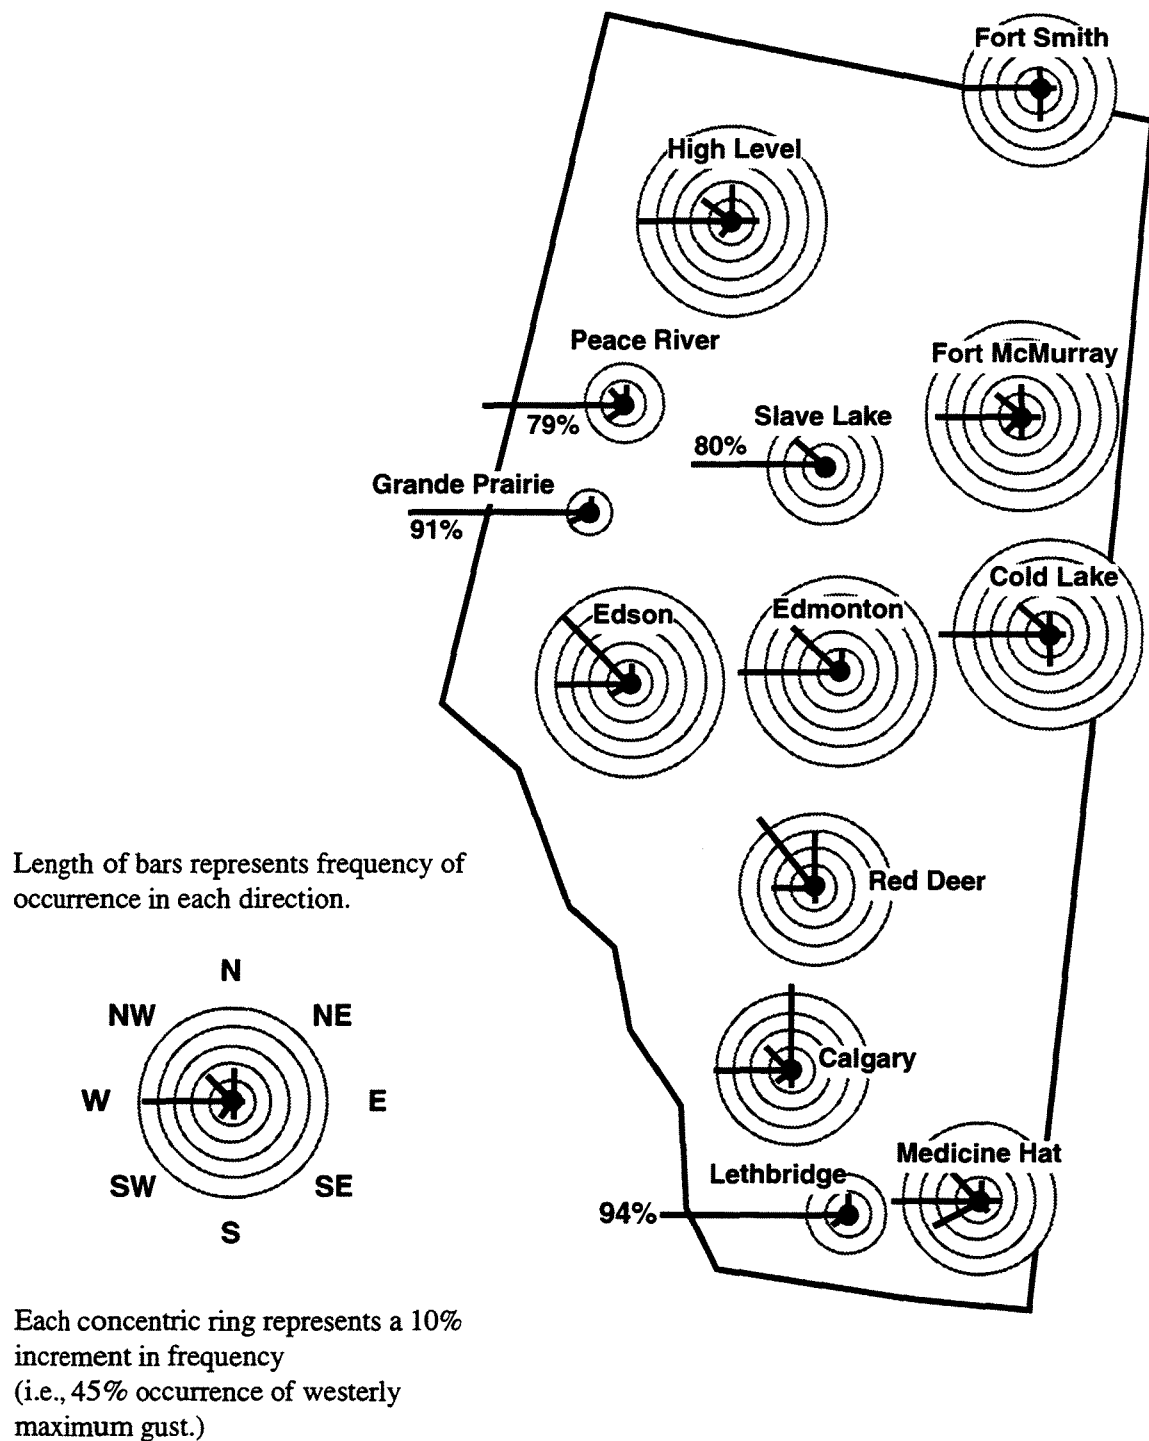 Fort Smith
High Level
Peace River
Fort McMurray
79%
Slave Lake
80%
Grande Prairie
91%
Cold Lake
Edson
Edmonton
Length of bars represents frequency of
occurrence in each direction.
Red Deer
N
NW
NE
W
E
SW
SE
S
Calgary
Medicine Hat
Lethbridge
94%
Each concentric ring represents a 10%
increment in frequency
(i.e., 45% occurrence of westerly
maximum gust.)